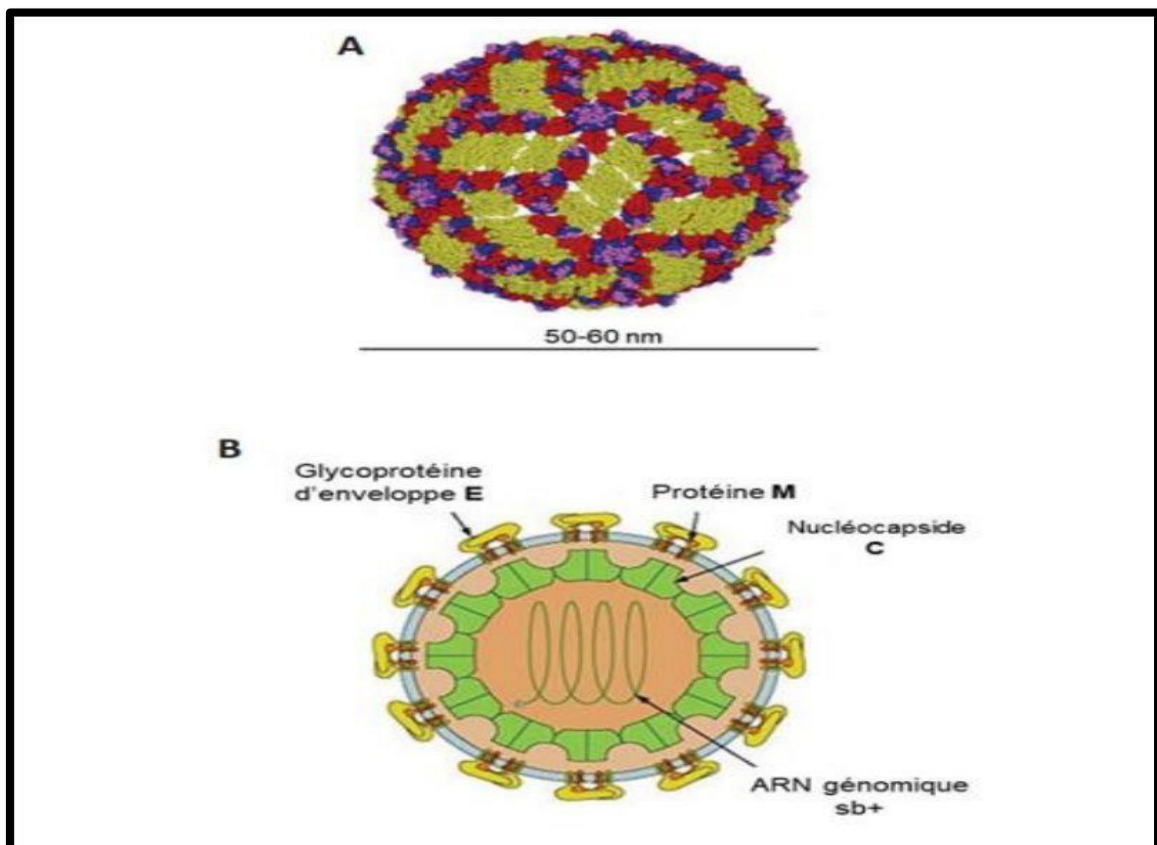 A
50-60 nm
B
Glycoprotéine
d'enveloppe E
Protéine M
Nucléocapside
C
ARN génomique
sb+